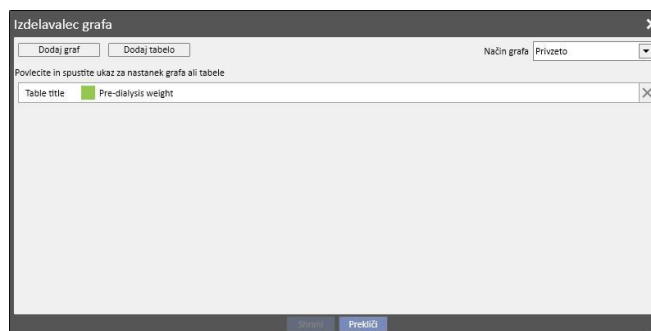 Izdelavalec grafa
Dodaj graf Dodaj tabelo Način grafa Privzeto
Povlecite in spustite ukaz za nastanek grafa ali tabele
Table title Pre-dialysis weight
Shrani Prekliči